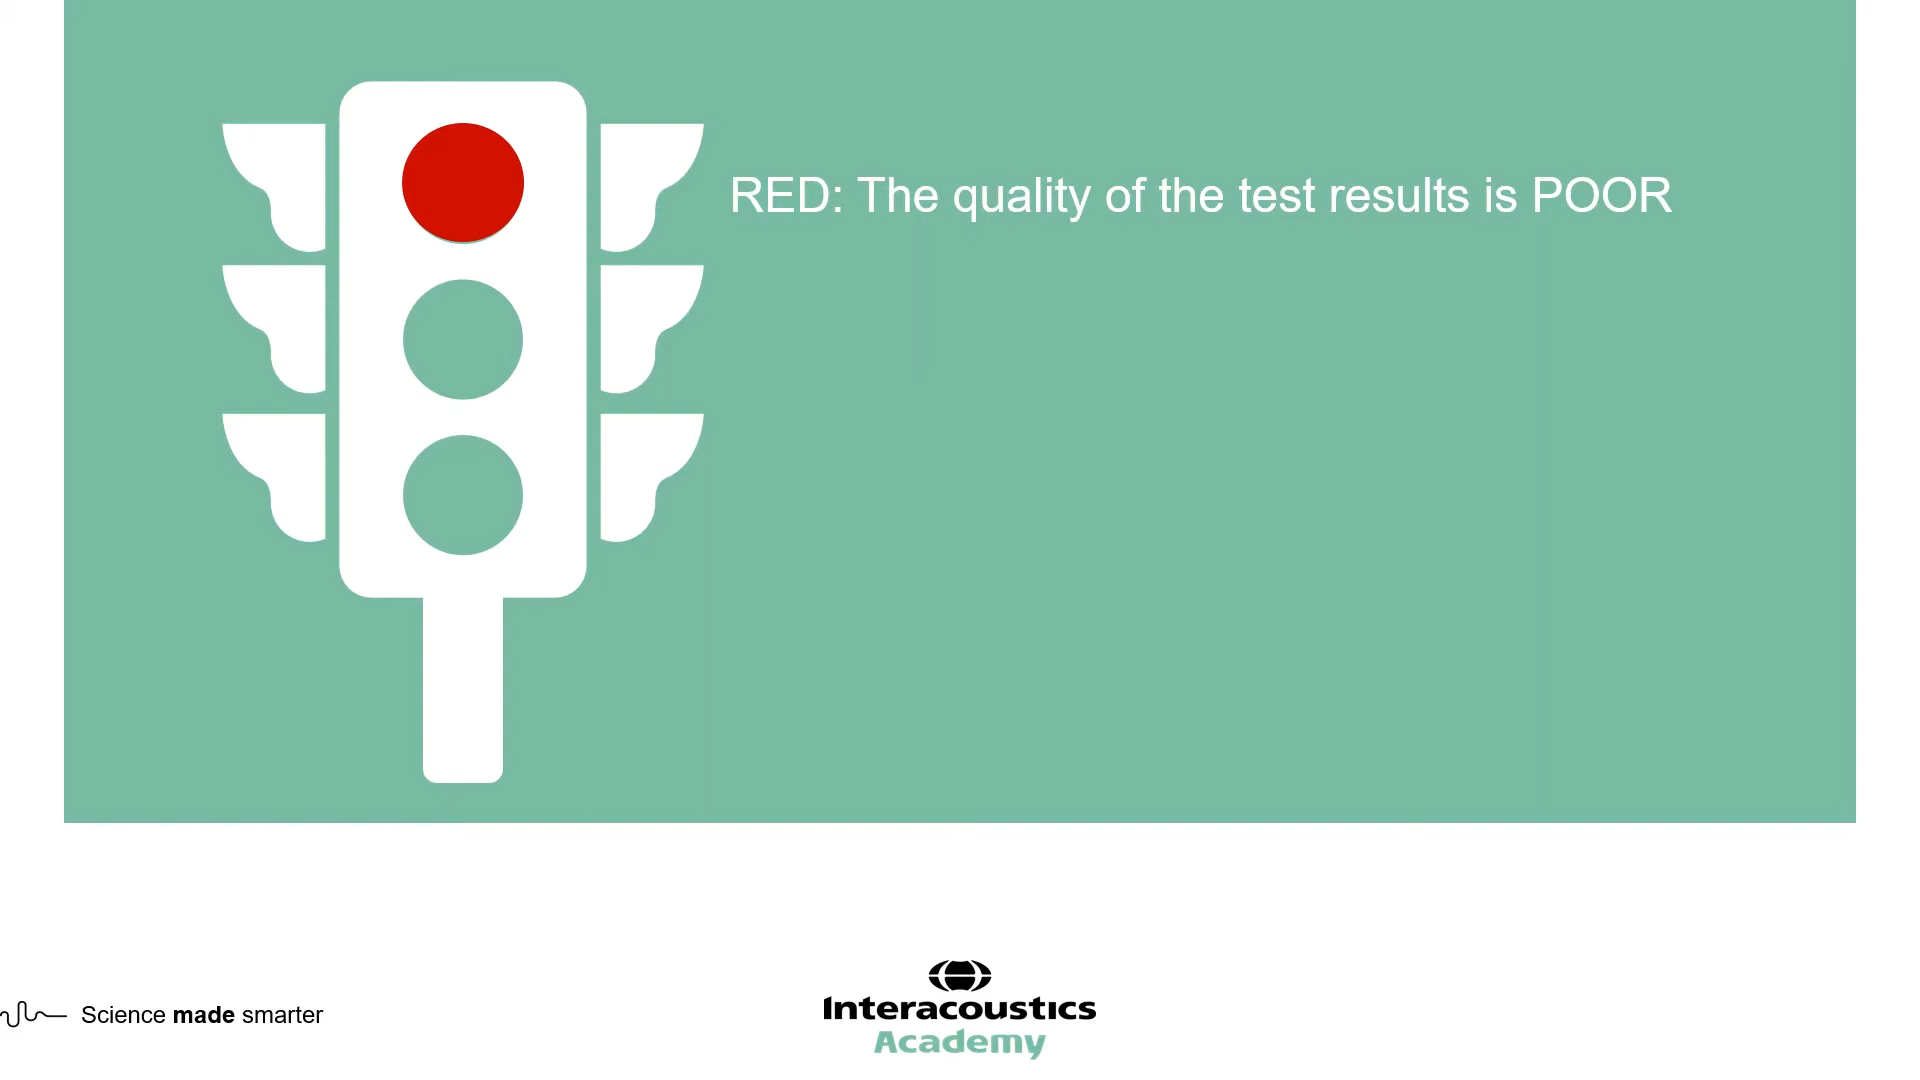 RED: The quality of the test results is POOR
Science made smarter
Interacoustics
Academy